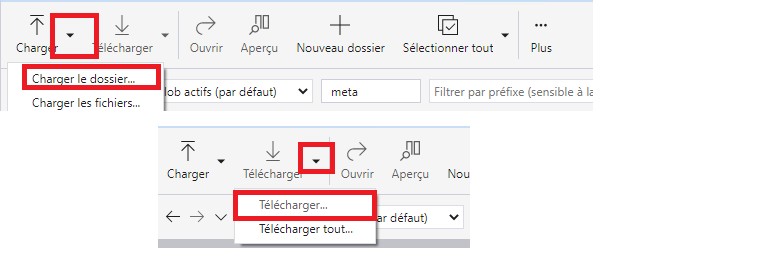 Charger Télécharger Ouvrir Aperçu Nouveau dossier Sélectionner tout Plus
Charger le dossier... lob actifs (par défaut) meta Filtrer par préfixe (sensible à la
Charger les fichiers...
Charger Télécharger Ouvrir Aperçu Nou
Télécharger... ar défaut)
Télécharger tout...